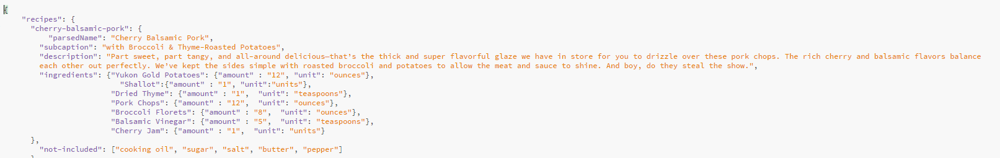 {
"recipes": {
"cherry-balsamic-pork": {
"parsedName": "Cherry Balsamic Pork",
"subcaption": "with Broccoli & Thyme-Roasted Potatoes",
"description": "Part sweet, part tangy, and all-around delicious—that’s the thick and super flavorful glaze we have in store for you to drizzle over these pork chops. The rich cherry and balsamic flavors balance
each other out perfectly. We’ve kept the sides simple with roasted broccoli and potatoes to allow the meat and sauce to shine. And boy, do they steal the show.",
"ingredients": {"Yukon Gold Potatoes": {"amount" : "12", "unit": "ounces"},
"Shallot":{"amount" : "1", "unit":"units"},
"Dried Thyme": {"amount" : "1",  "unit": "teaspoons"},
"Pork Chops": {"amount" : "12",  "unit": "ounces"},
"Broccoli Florets": {"amount" : "8",  "unit": "ounces"},
"Balsamic Vinegar": {"amount" : "5",  "unit": "teaspoons"},
"Cherry Jam": {"amount" : "1",  "unit": "units"}
},
"not-included": ["cooking oil", "sugar", "salt", "butter", "pepper"]